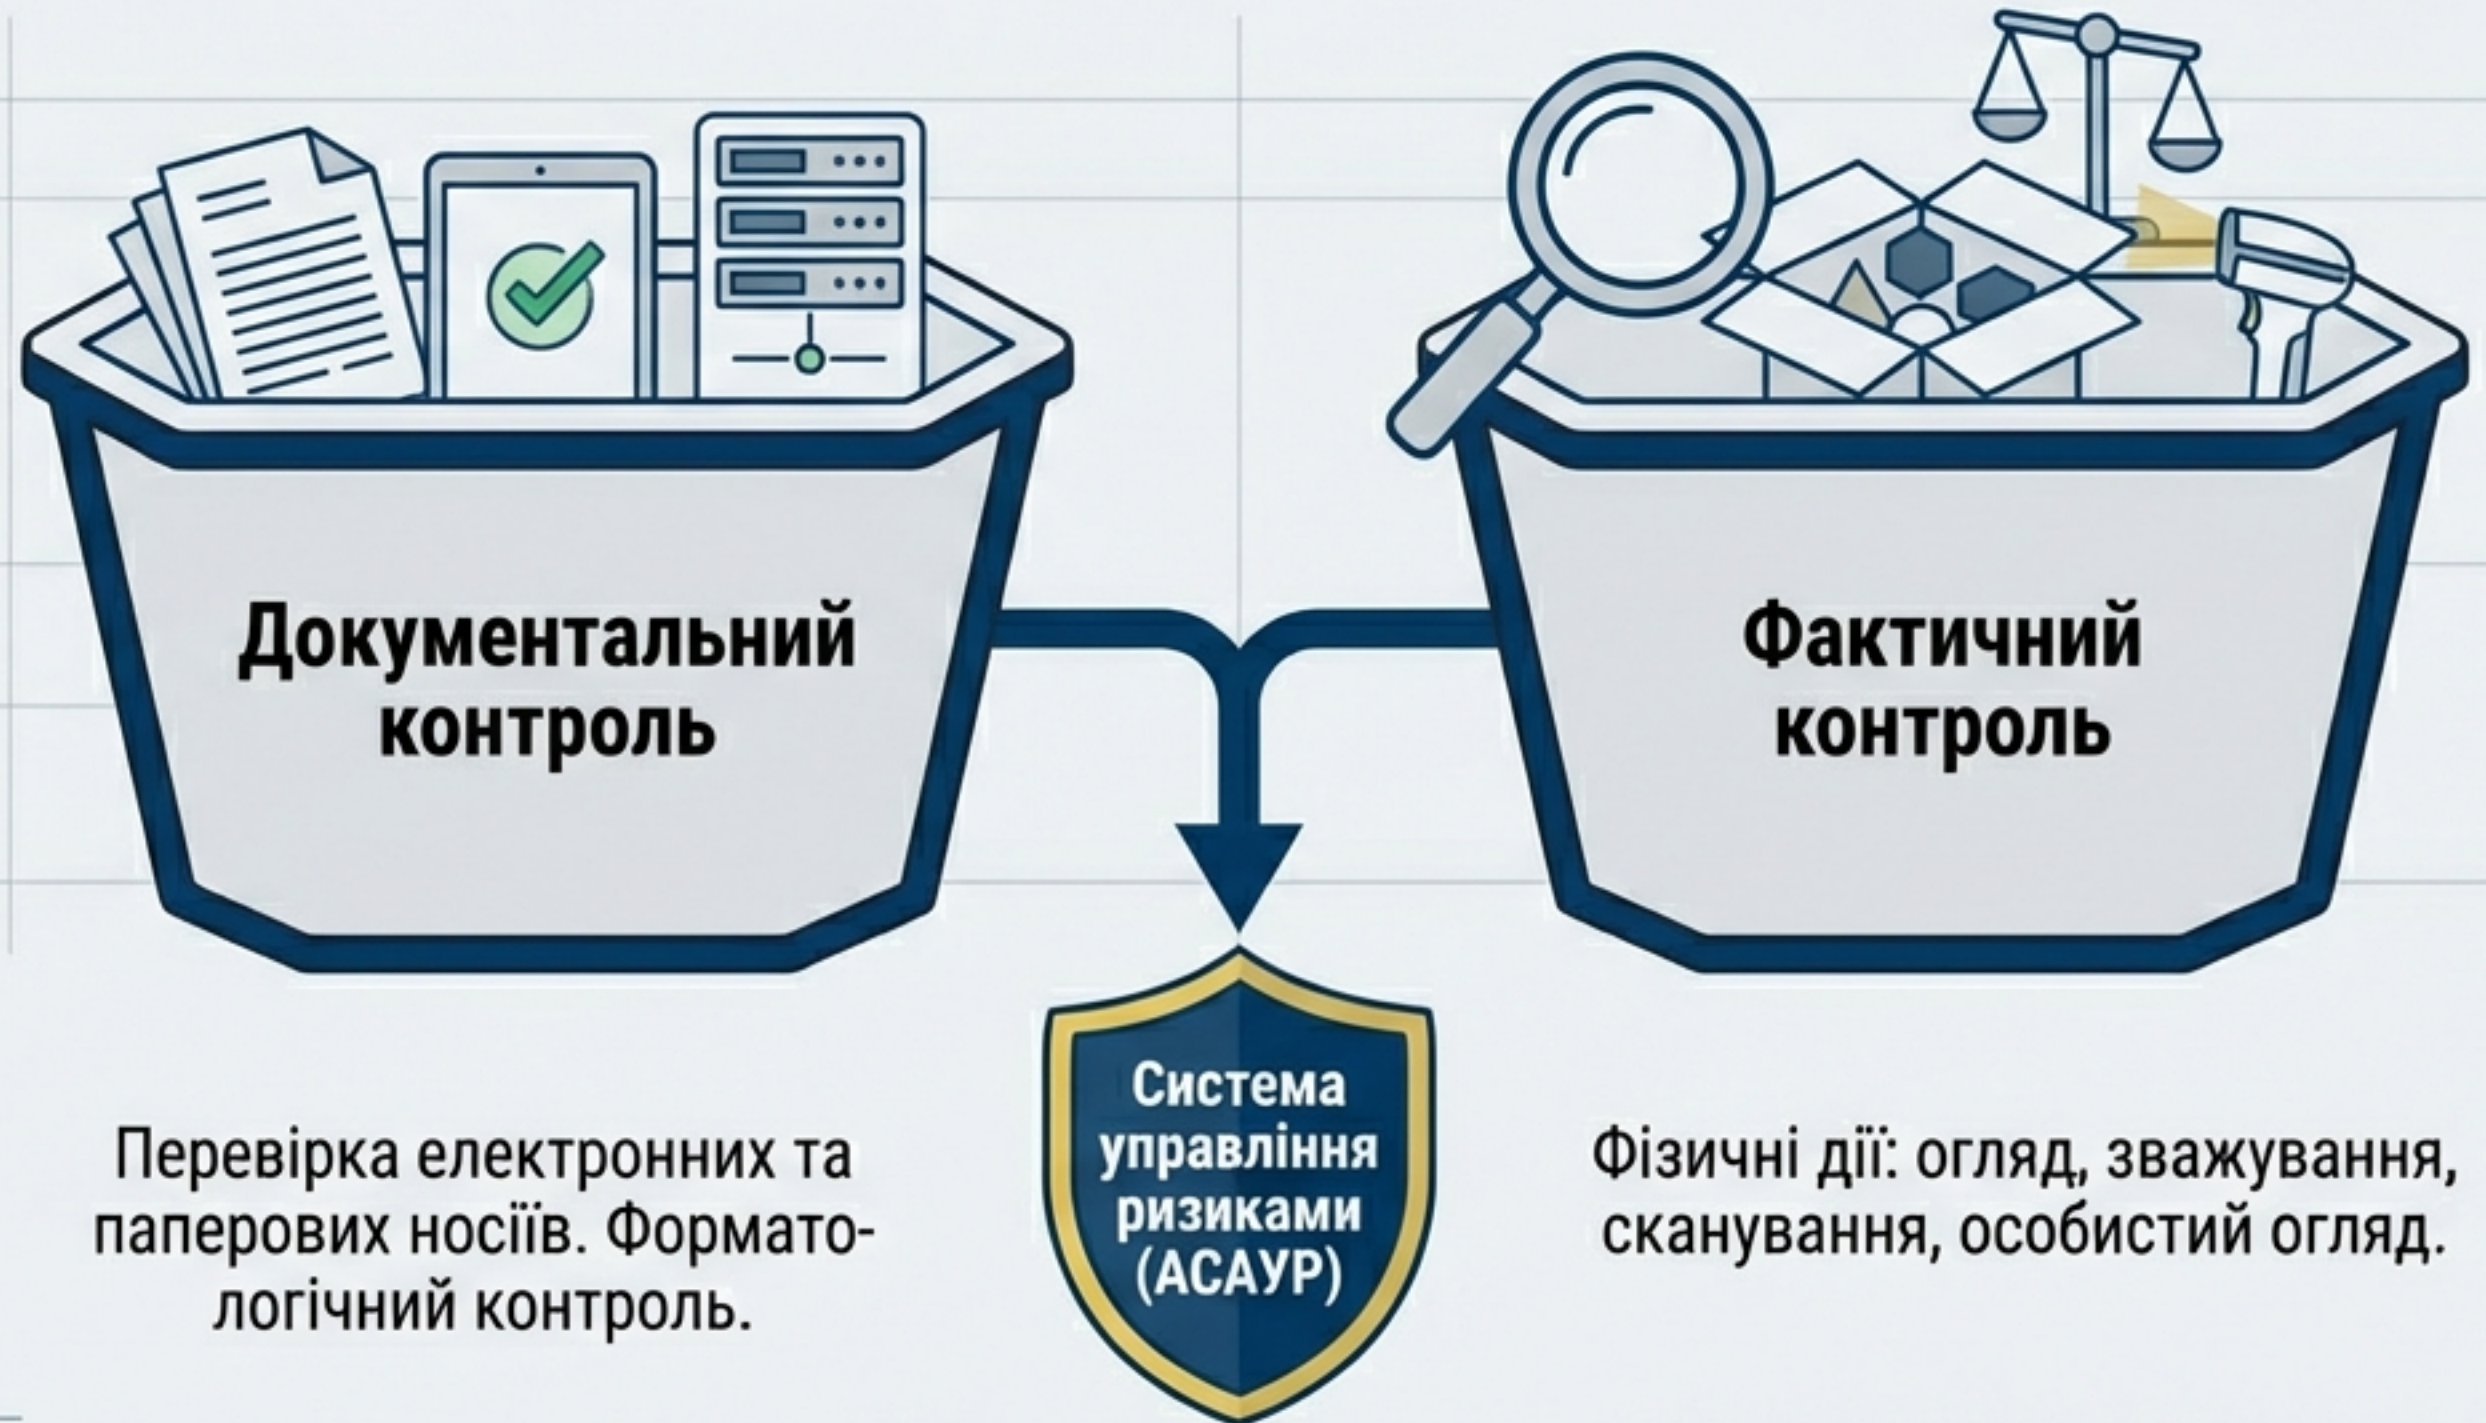 Документальний
контроль
Фактичний
контроль
Система
управління
ризиками
(АСАУР)
Перевірка електронних та
паперових носіїв. Формато-
логічний контроль.
Фізичні дії: огляд, зважування,
сканування, особистий огляд.